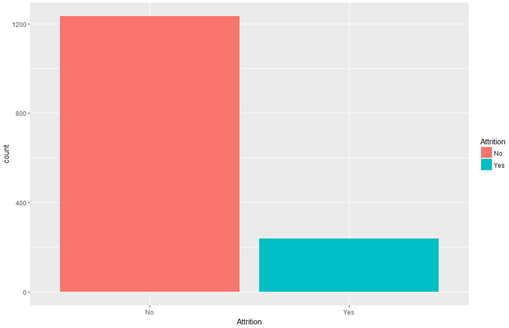 1200
800
400
0
count
No
Yes
Attrition
Attrition
No
Yes